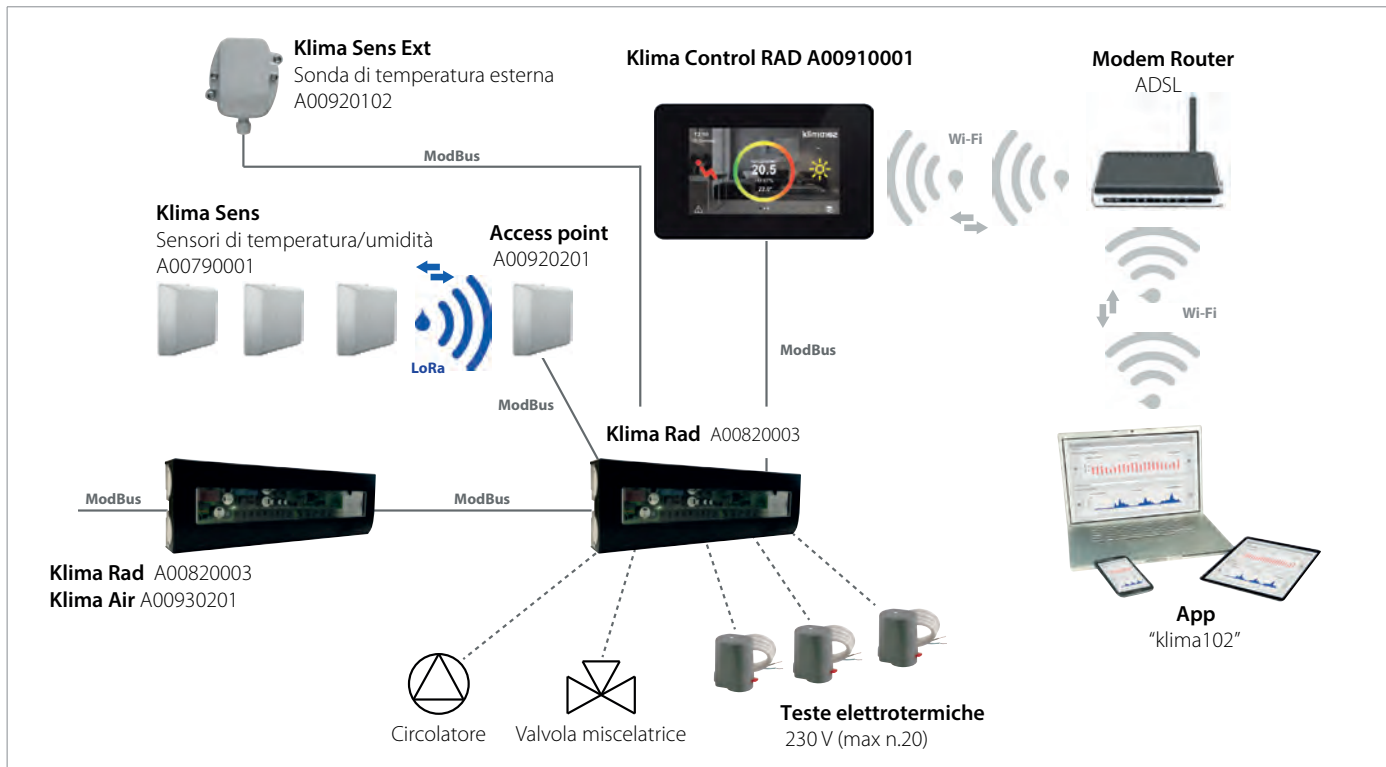 Klima Sens Ext
Sonda di temperatura esterna
A00920102
Klima Control RAD A00910001
Modem Router
ADSL
Wi-Fi
ModBus
20.5
Klima Sens
Sensori di temperatura/umidità
A00790001
Access point
A00920201
LoRa
Wi-Fi
ModBus
ModBus
Klima Rad A00820003
ModBus
ModBus
Klima Rad A00820003
Klima Air A00930201
App
“klima102”
Circolatore
Valvola miscelatrice
Teste elettrotermiche
230 V (max n.20)